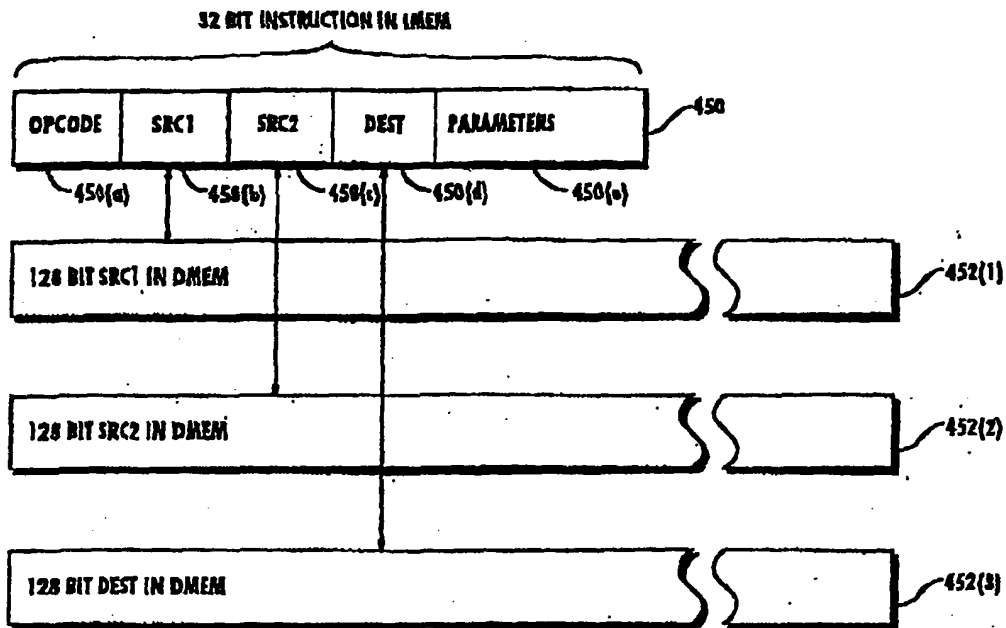 32 BIT INSTRUCTION IN IMEM
OPCODE SRC1 SRC2 DEST PARAMETERS
450
450(a) 450(b) 450(c) 450(d) 450(e)
128 BIT SRC1 IN DMEM
452(1)
128 BIT SRC2 IN DMEM
452(2)
128 BIT DEST IN DMEM
452(3)